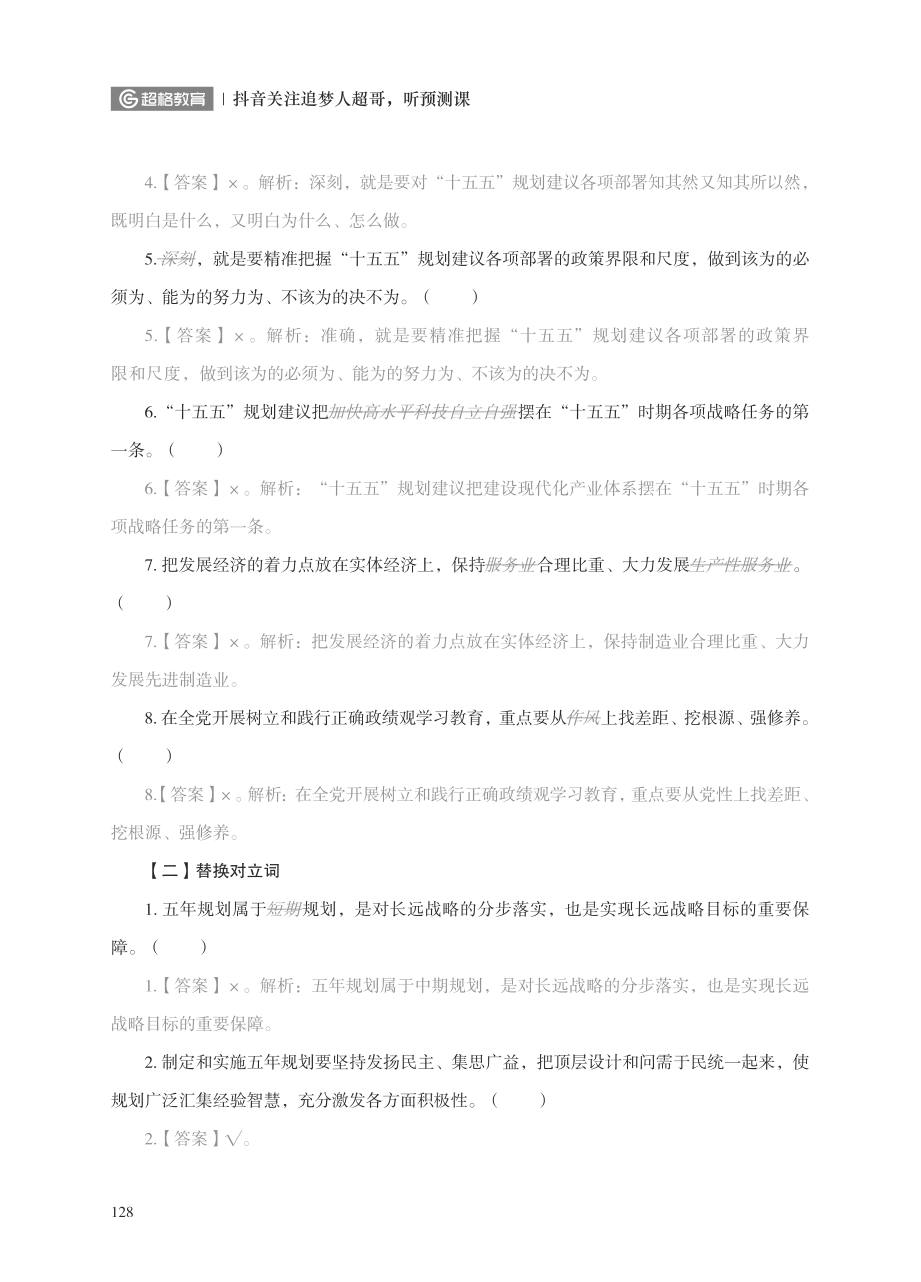 超格教育 | 抖音关注追梦人超哥，听预测课
4.【答案】×。解析：深刻，就是要对“十五五”规划建议各项部署知其然又知其所以然，
既明白是什么，又明白为什么、怎么做。
5.深刻，就是要精准把握“十五五”规划建议各项部署的政策界限和尺度，做到该为的必
须为、能为的努力为、不该为的决不为。（　　）
5.【答案】×。解析：准确，就是要精准把握“十五五”规划建议各项部署的政策界
限和尺度，做到该为的必须为、能为的努力为、不该为的决不为。
6.“十五五”规划建议把加快高水平科技自立自强摆在“十五五”时期各项战略任务的第
一条。（　　）
6.【答案】×。解析：“十五五”规划建议把建设现代化产业体系摆在“十五五”时期各
项战略任务的第一条。
7. 把发展经济的着力点放在实体经济上，保持服务业合理比重、大力发展生产性服务业。
（　　）
7.【答案】×。解析：把发展经济的着力点放在实体经济上，保持制造业合理比重、大力
发展先进制造业。
8. 在全党开展树立和践行正确政绩观学习教育，重点要从作风上找差距、挖根源、强修养。
（　　）
8.【答案】×。解析：在全党开展树立和践行正确政绩观学习教育，重点要从党性上找差距、
挖根源、强修养。
【二】替换对立词
1. 五年规划属于短期规划，是对长远战略的分步落实，也是实现长远战略目标的重要保
障。（　　）
1.【答案】×。解析：五年规划属于中期规划，是对长远战略的分步落实，也是实现长远
战略目标的重要保障。
2. 制定和实施五年规划要坚持发扬民主、集思广益，把顶层设计和问需于民统一起来，使
规划广泛汇集经验智慧，充分激发各方面积极性。（　　）
2.【答案】√。
128